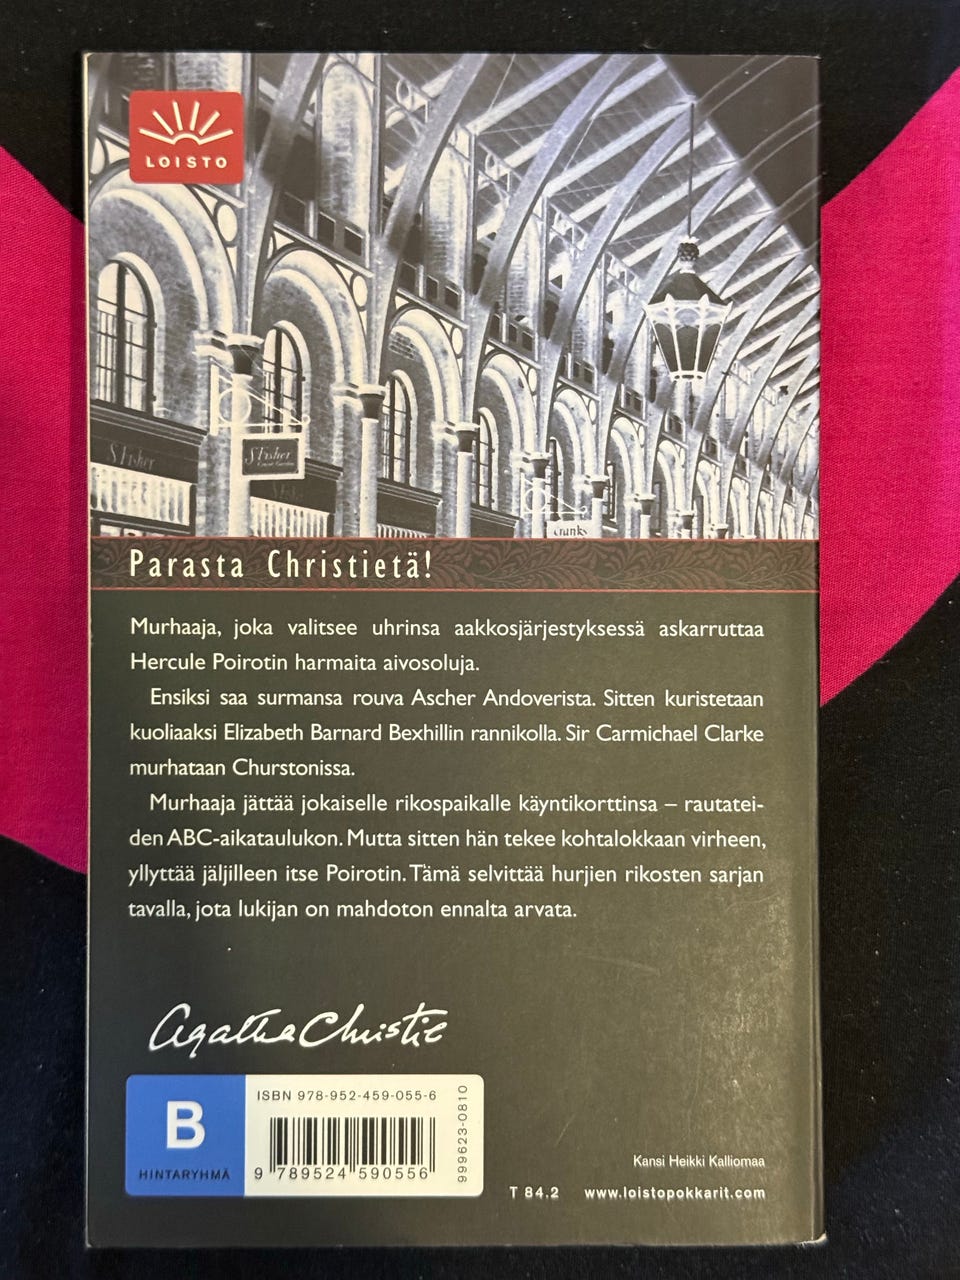 LOISTO
S Fisher
S Fisher
Covent Garden
Cranks
Parasta Christietä!
Murhaaja, joka valitsee uhrinsa aakkosjärjestyksessä askarruttaa
Hercule Poirotin harmaita aivosoluja.
Ensiksi saa surmansa rouva Ascher Andoverista. Sitten kuristetaan
kuoliaaksi Elizabeth Barnard Bexhillin rannikolla. Sir Carmichael Clarke
murhataan Churstonissa.
Murhaaja jättää jokaiselle rikospaikalle käyntikorttinsa – rautatei-
den ABC-aikataulukon. Mutta sitten hän tekee kohtalokkaan virheen,
yllyttää jäljilleen itse Poirotin. Tämä selvittää hurjien rikosten sarjan
tavalla, jota lukijan on mahdoton ennalta arvata.
Agatha Christie
B
HINTARYHMÄ
ISBN 978-952-459-055-6
9 789524 590556
999623-0810
Kansi Heikki Kalliomaa
T 84.2 www.loistopokkarit.com